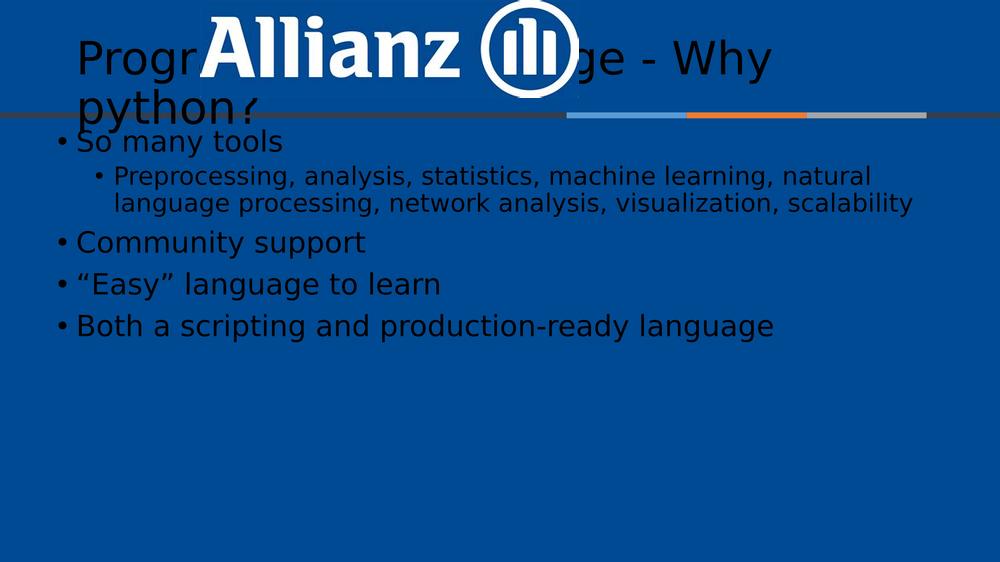 Allianz
Progr ge - Why
python?
• So many tools
• Preprocessing, analysis, statistics, machine learning, natural
language processing, network analysis, visualization, scalability
• Community support
• “Easy” language to learn
• Both a scripting and production-ready language